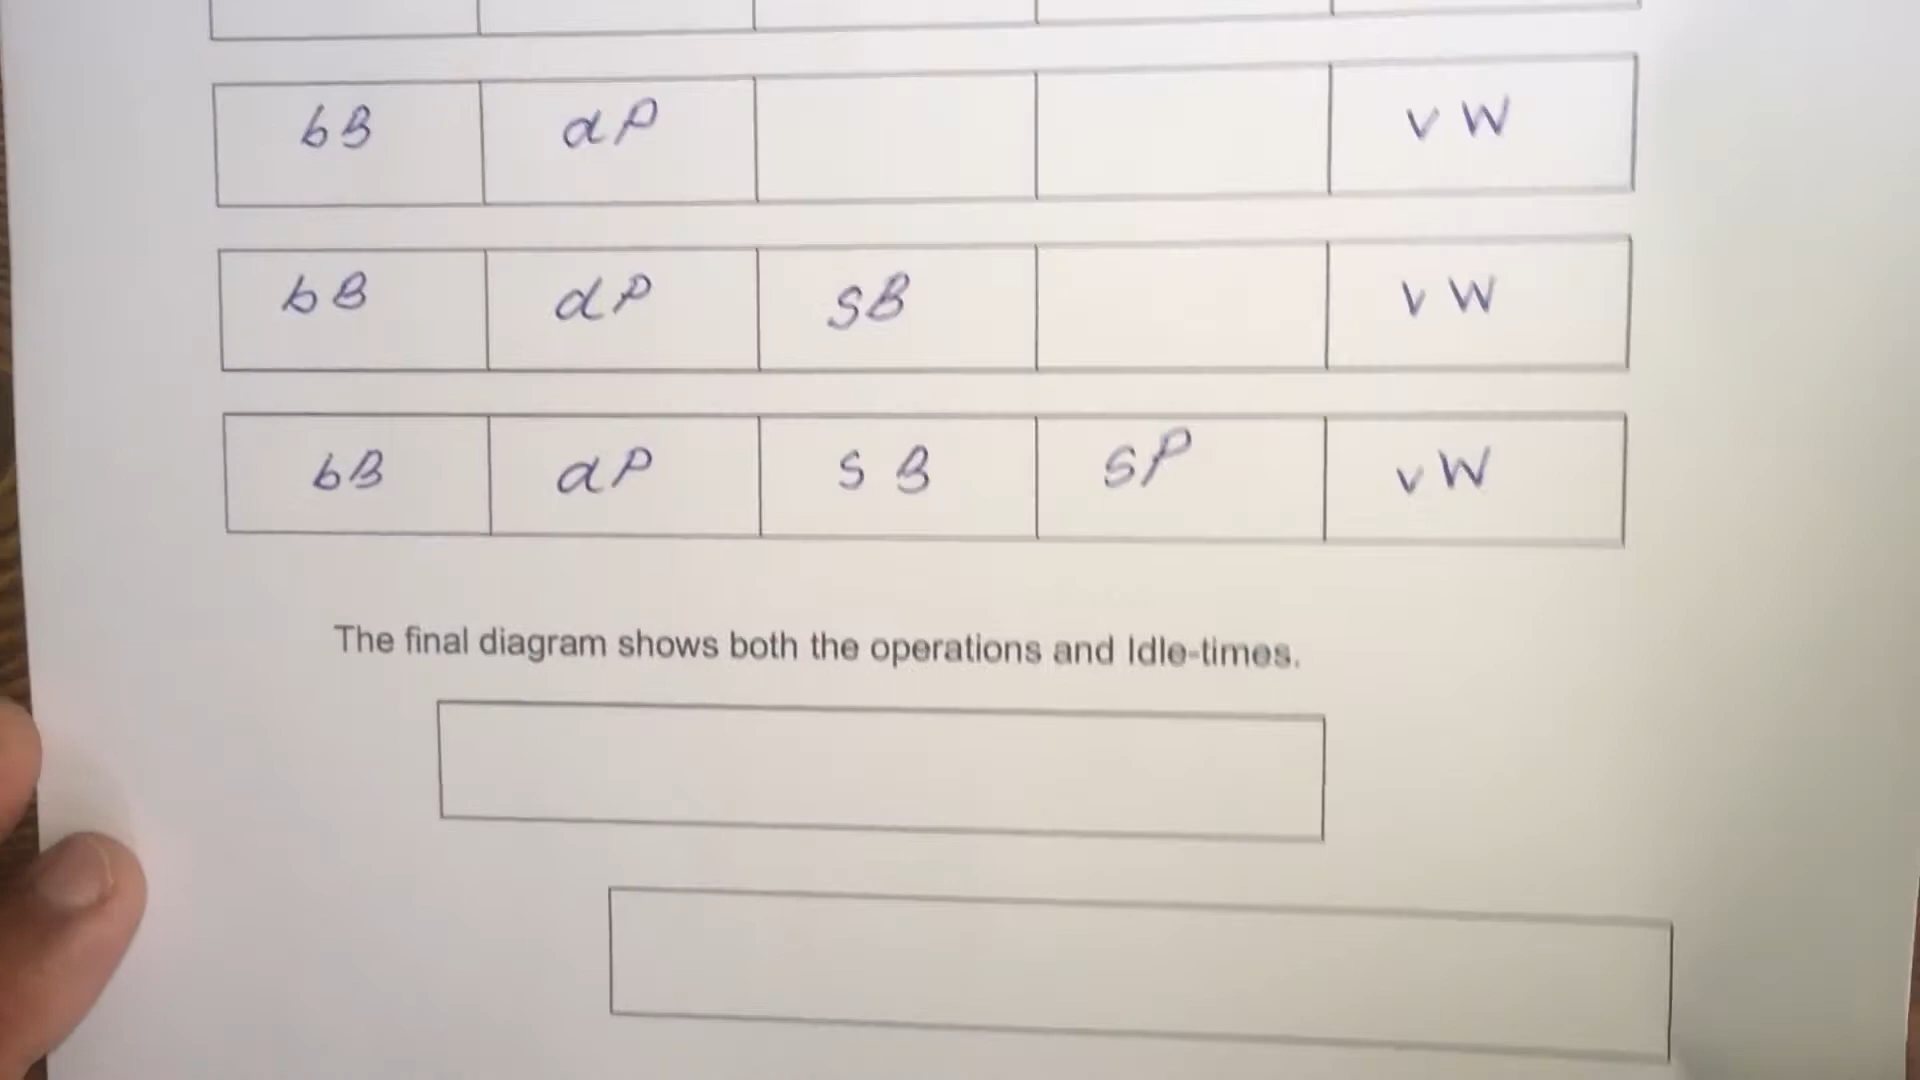 bB dP vW
bB dP SB vW
bB dP SB SP vW
The final diagram shows both the operations and Idle-times.